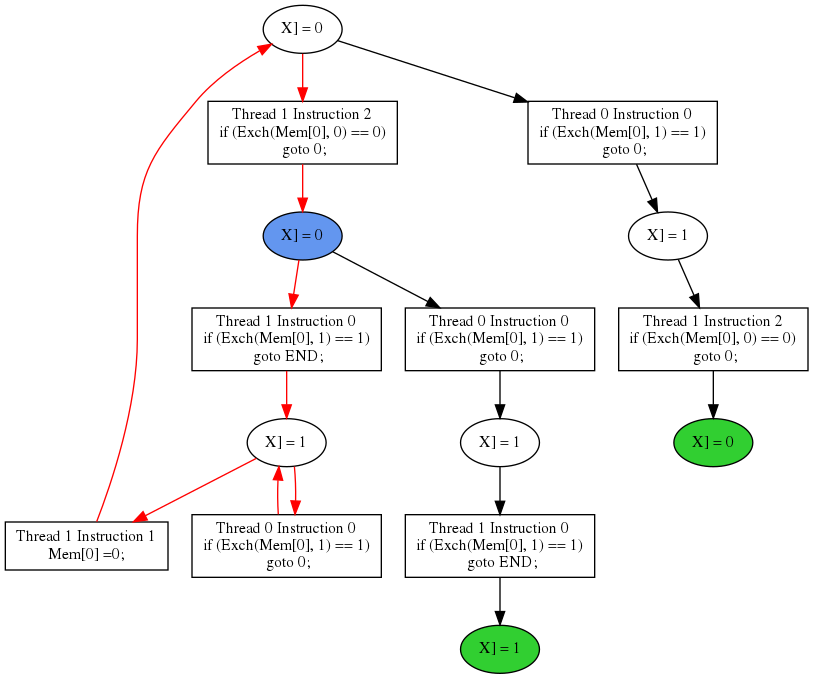 X] = 0
Thread 1 Instruction 2
if (Exch(Mem[0], 0) == 0)
goto 0;
Thread 0 Instruction 0
if (Exch(Mem[0], 1) == 1)
goto 0;
X] = 0
X] = 1
Thread 1 Instruction 0
if (Exch(Mem[0], 1) == 1)
goto END;
Thread 0 Instruction 0
if (Exch(Mem[0], 1) == 1)
goto 0;
Thread 1 Instruction 2
if (Exch(Mem[0], 0) == 0)
goto 0;
X] = 1
X] = 1
X] = 0
Thread 1 Instruction 1
Mem[0] =0;
Thread 0 Instruction 0
if (Exch(Mem[0], 1) == 1)
goto 0;
Thread 1 Instruction 0
if (Exch(Mem[0], 1) == 1)
goto END;
X] = 1